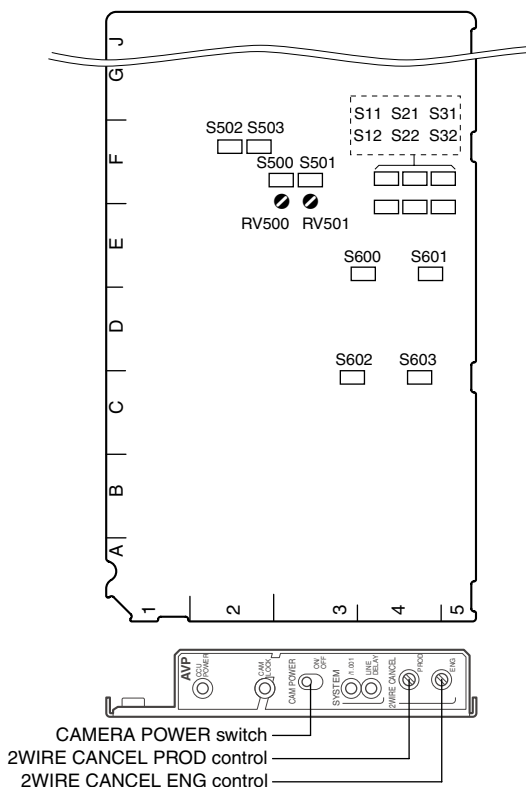 J
G
S11 S21 S31
S12 S22 S32
S502 S503
F
S500 S501
RV500 RV501
E
S600 S601
D
S602 S603
C
B
A
1 2 3 4 5
AVP
CCU
POWER
CAM
LOCK
CAM POWER
ON/
OFF
SYSTEM
/1.001
LINE
DELAY
2WIRE CANCEL
PROD
ENG
CAMERA POWER switch
2WIRE CANCEL PROD control
2WIRE CANCEL ENG control